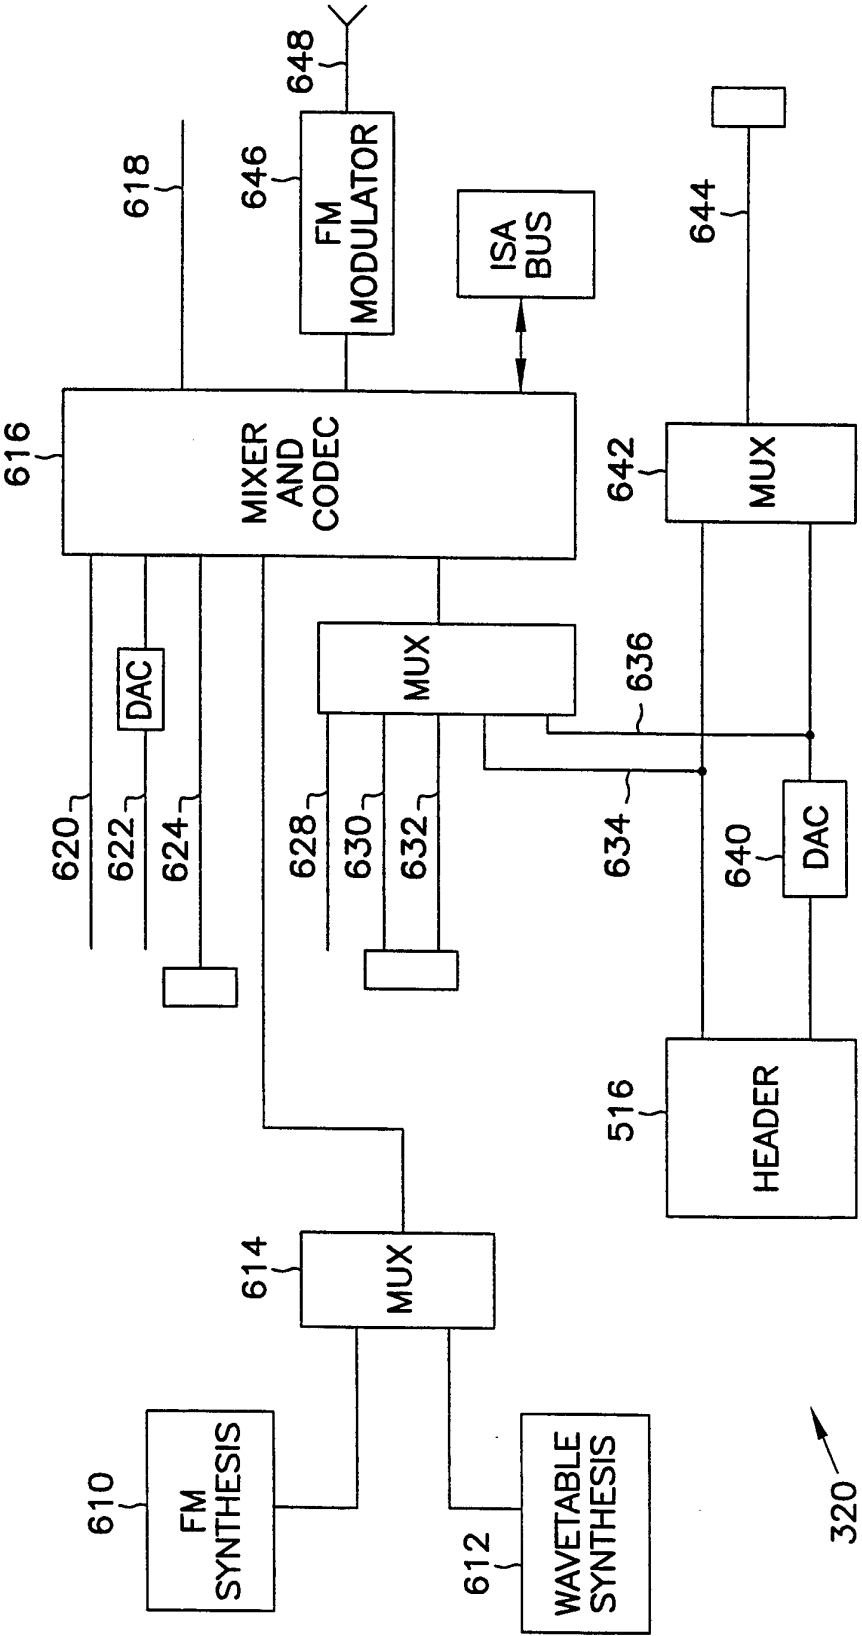 610
FM
SYNTHESIS
612
WAVETABLE
SYNTHESIS
614
MUX
620
622
DAC
624
628
630
632
MUX
634
636
616
MIXER
AND
CODEC
618
646
FM
MODULATOR
648
ISA
BUS
516
HEADER
640
DAC
642
MUX
644
320